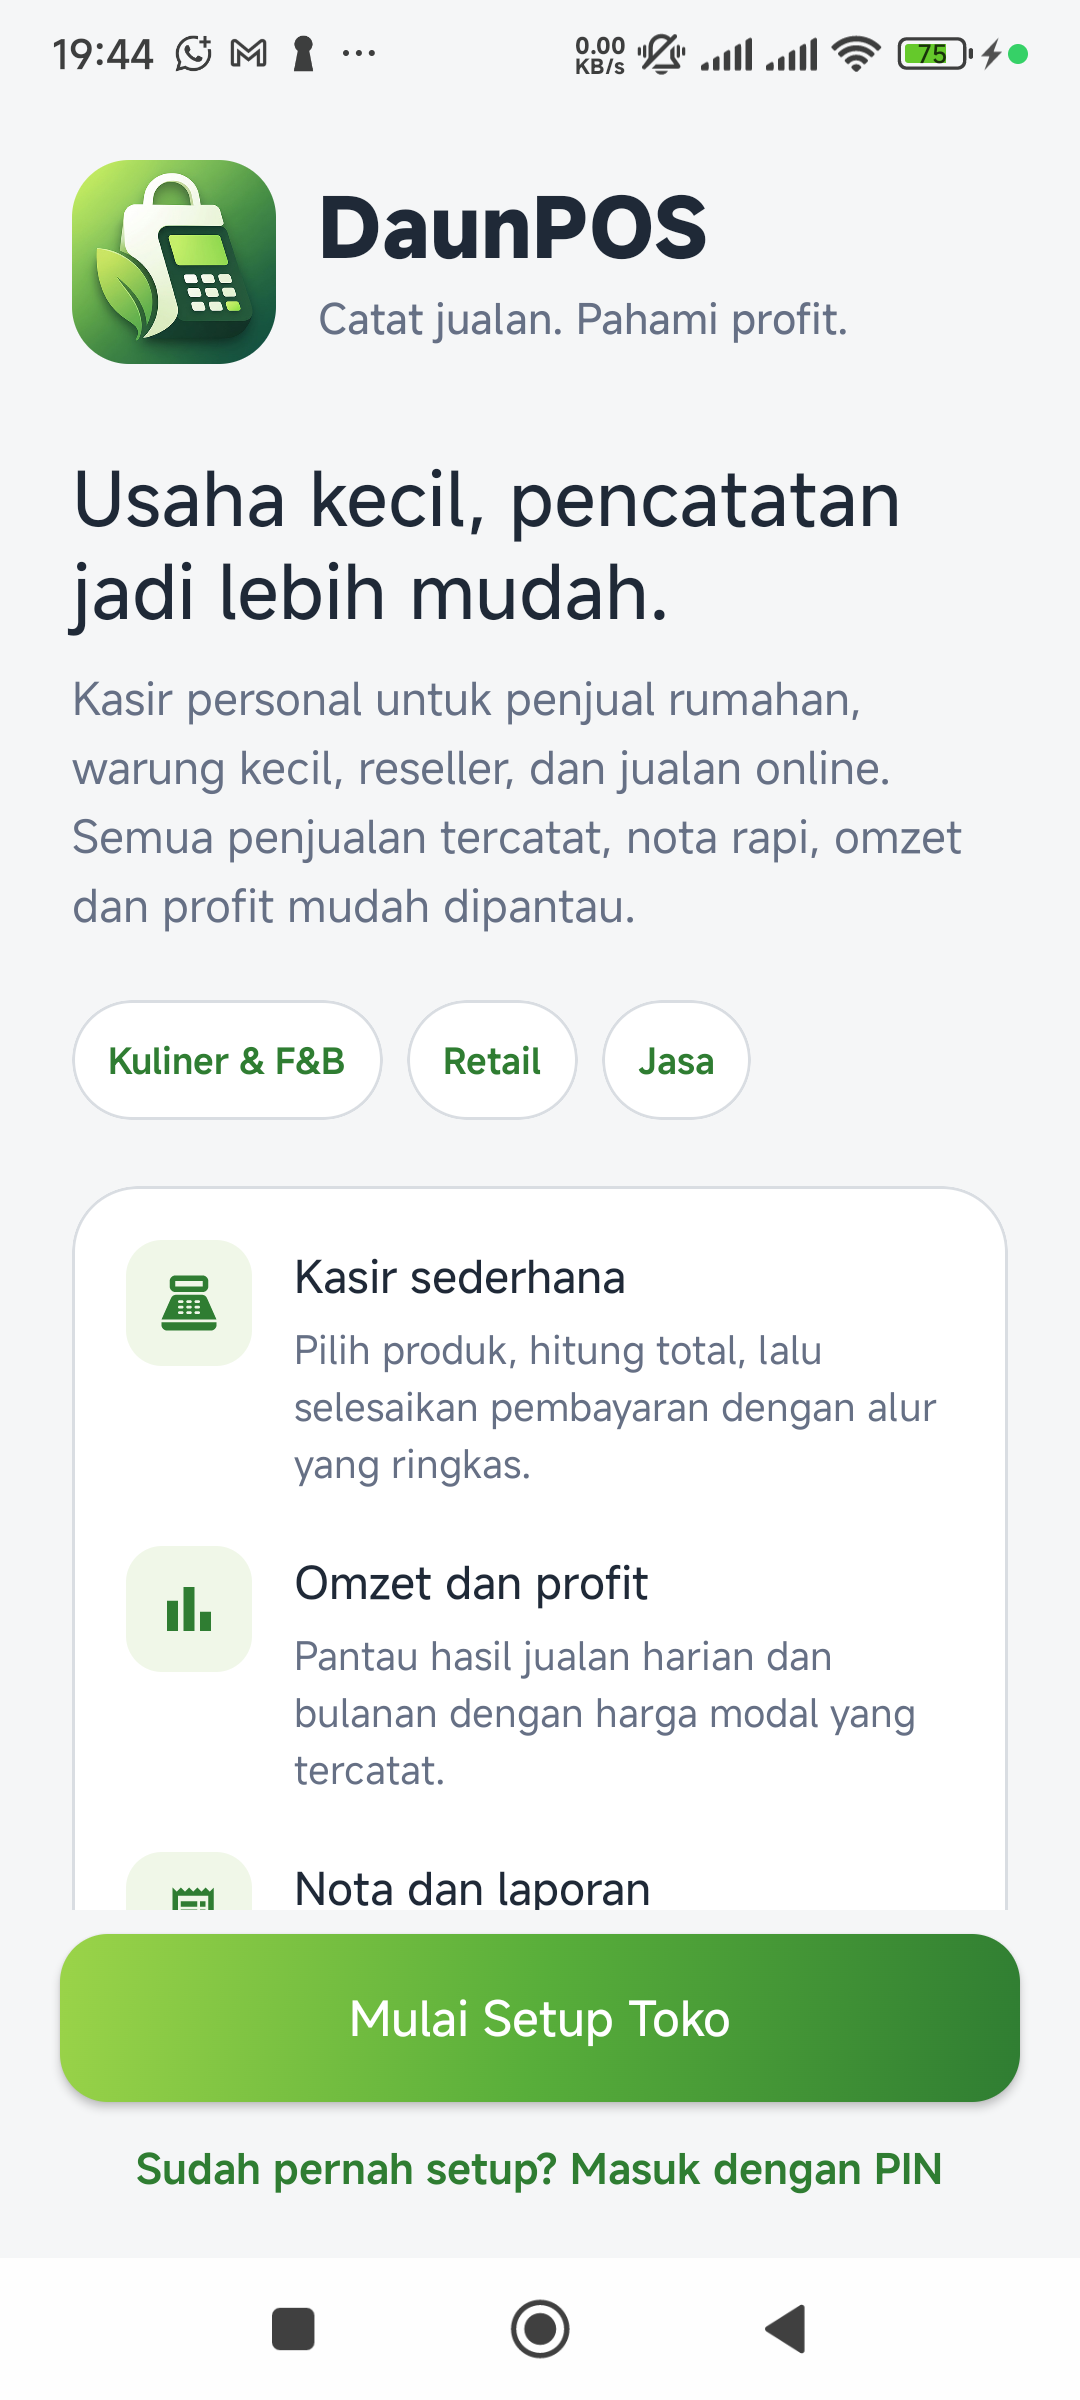 19:44
0.00
KB/s
75
DaunPOS
Catat jualan. Pahami profit.
Usaha kecil, pencatatan
jadi lebih mudah.
Kasir personal untuk penjual rumahan,
warung kecil, reseller, dan jualan online.
Semua penjualan tercatat, nota rapi, omzet
dan profit mudah dipantau.
Kuliner & F&B
Retail
Jasa
Kasir sederhana
Pilih produk, hitung total, lalu
selesaikan pembayaran dengan alur
yang ringkas.
Omzet dan profit
Pantau hasil jualan harian dan
bulanan dengan harga modal yang
tercatat.
Nota dan laporan
Mulai Setup Toko
Sudah pernah setup? Masuk dengan PIN